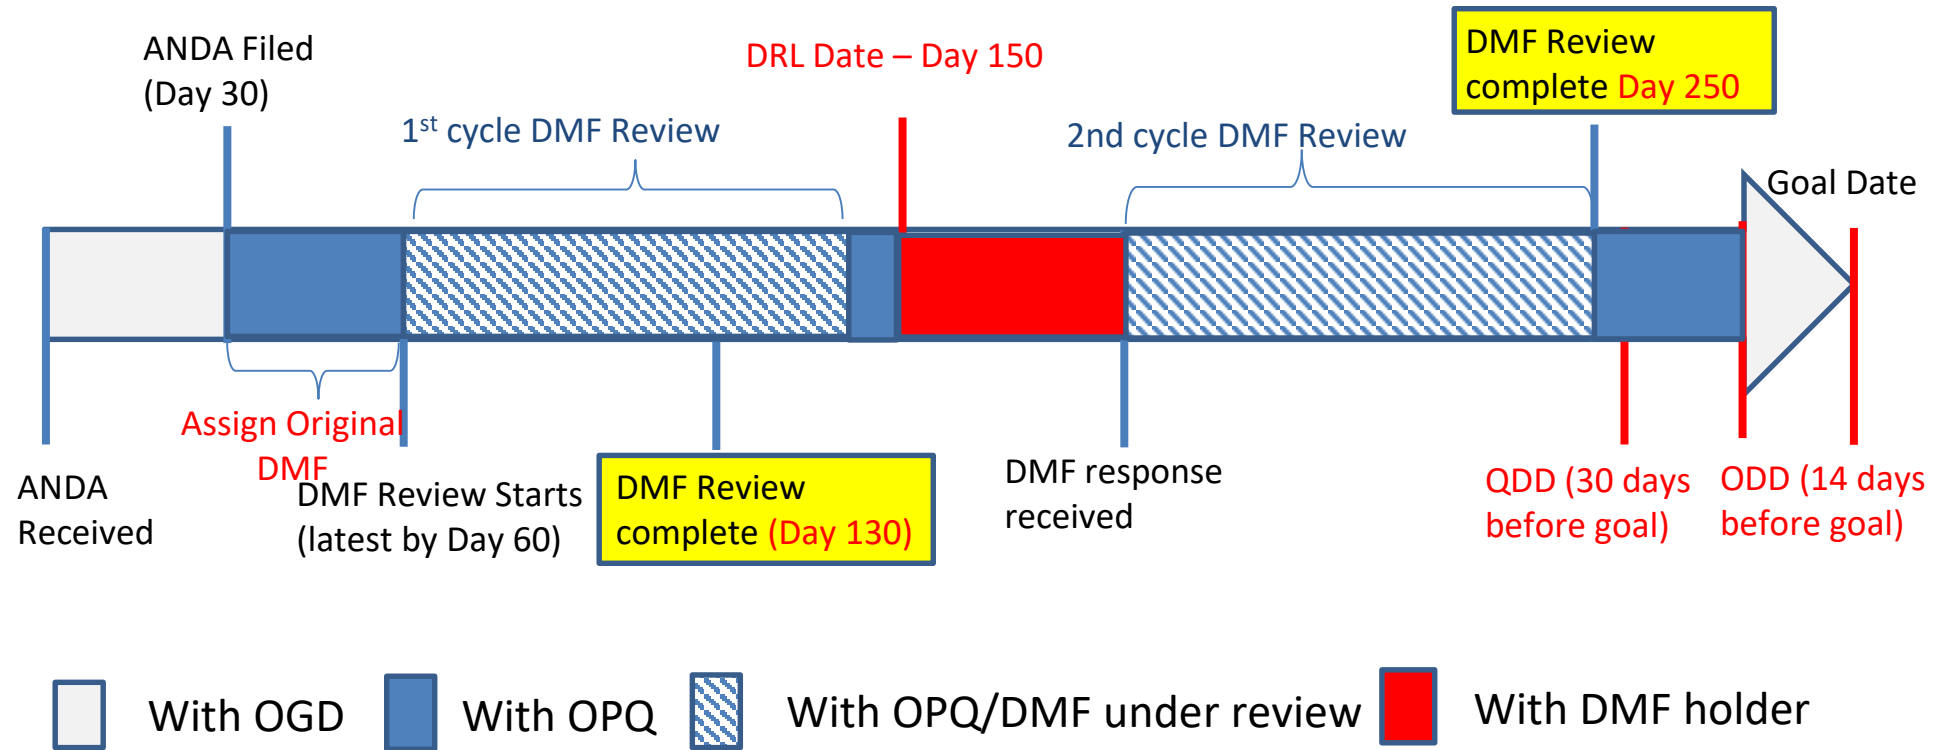 ANDA Filed
(Day 30)
DRL Date – Day 150
DMF Review
complete Day 250
1st cycle DMF Review
2nd cycle DMF Review
Goal Date
Assign Original
DMF
ANDA
Received
DMF Review Starts
(latest by Day 60)
DMF Review
complete (Day 130)
DMF response
received
QDD (30 days
before goal)
ODD (14 days
before goal)
With OGD
With OPQ
With OPQ/DMF under review
With DMF holder